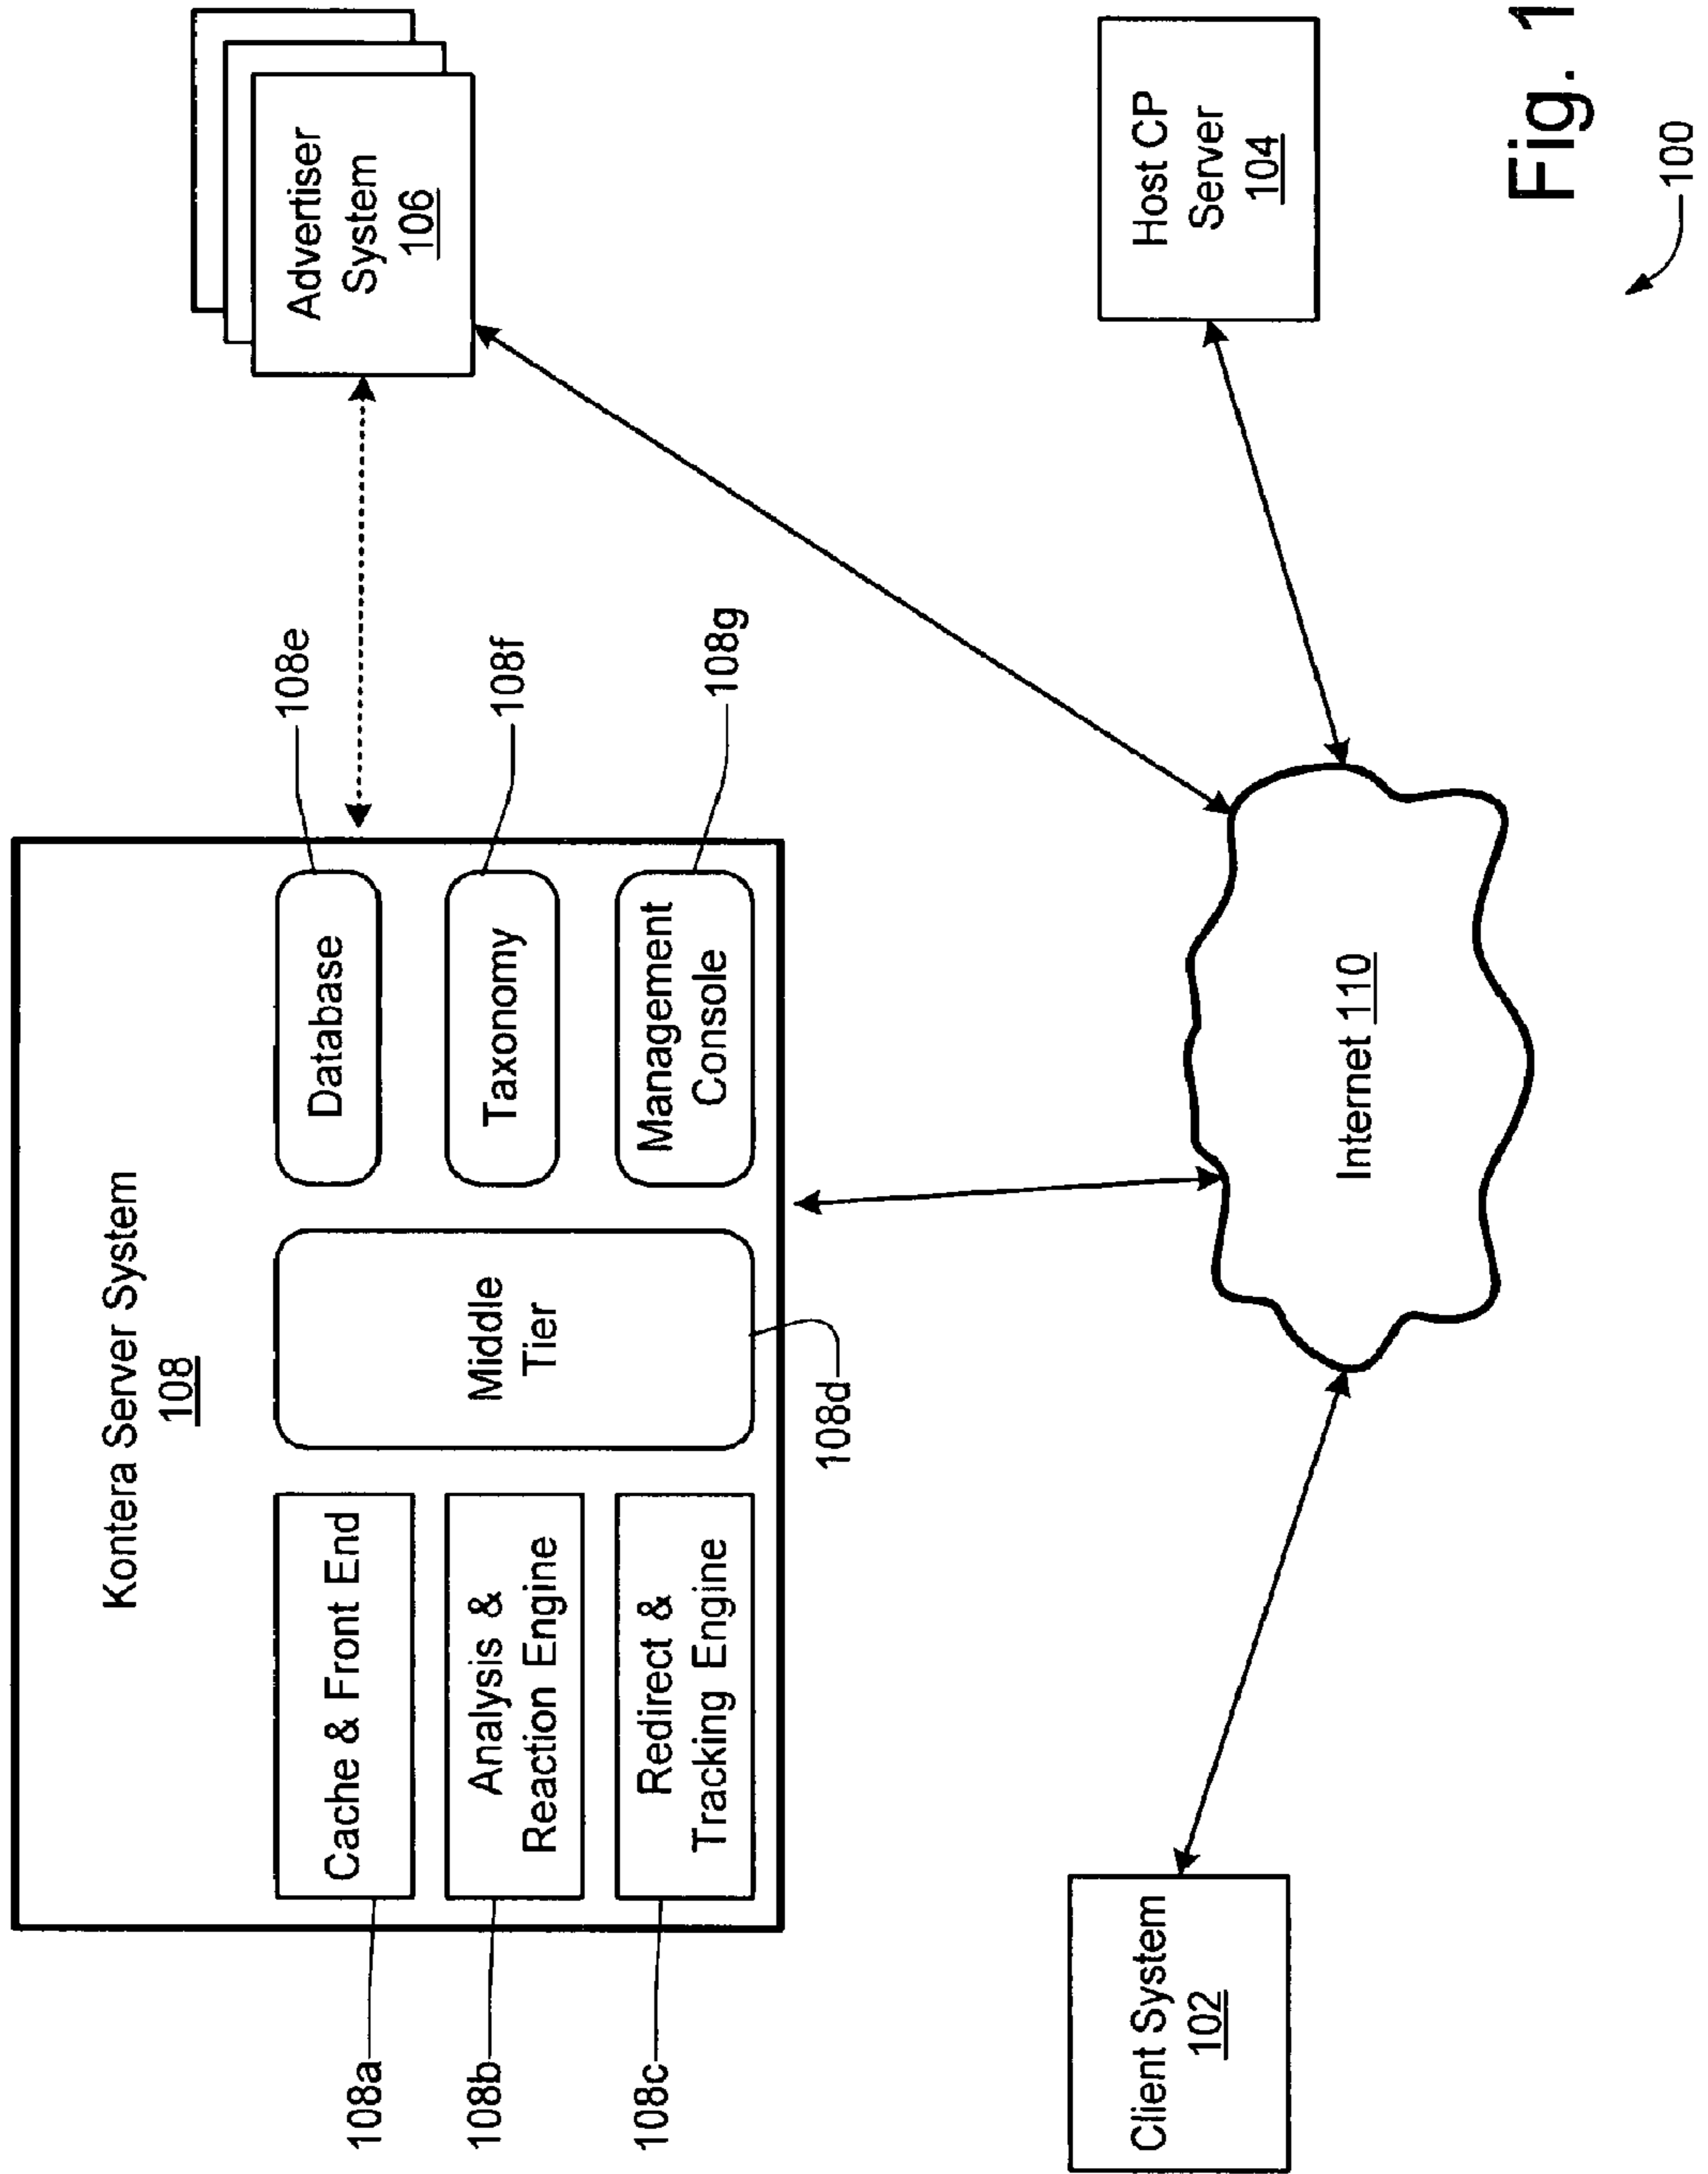 Kontera Server System
108
108a
Cache & Front End
108b
Analysis &
Reaction Engine
108c
Redirect &
Tracking Engine
Middle
Tier
108d
Database
108e
Taxonomy
108f
Management
Console
108g
Advertiser
System
106
Client System
102
Internet 110
Host CP
Server
104
Fig. 1
100